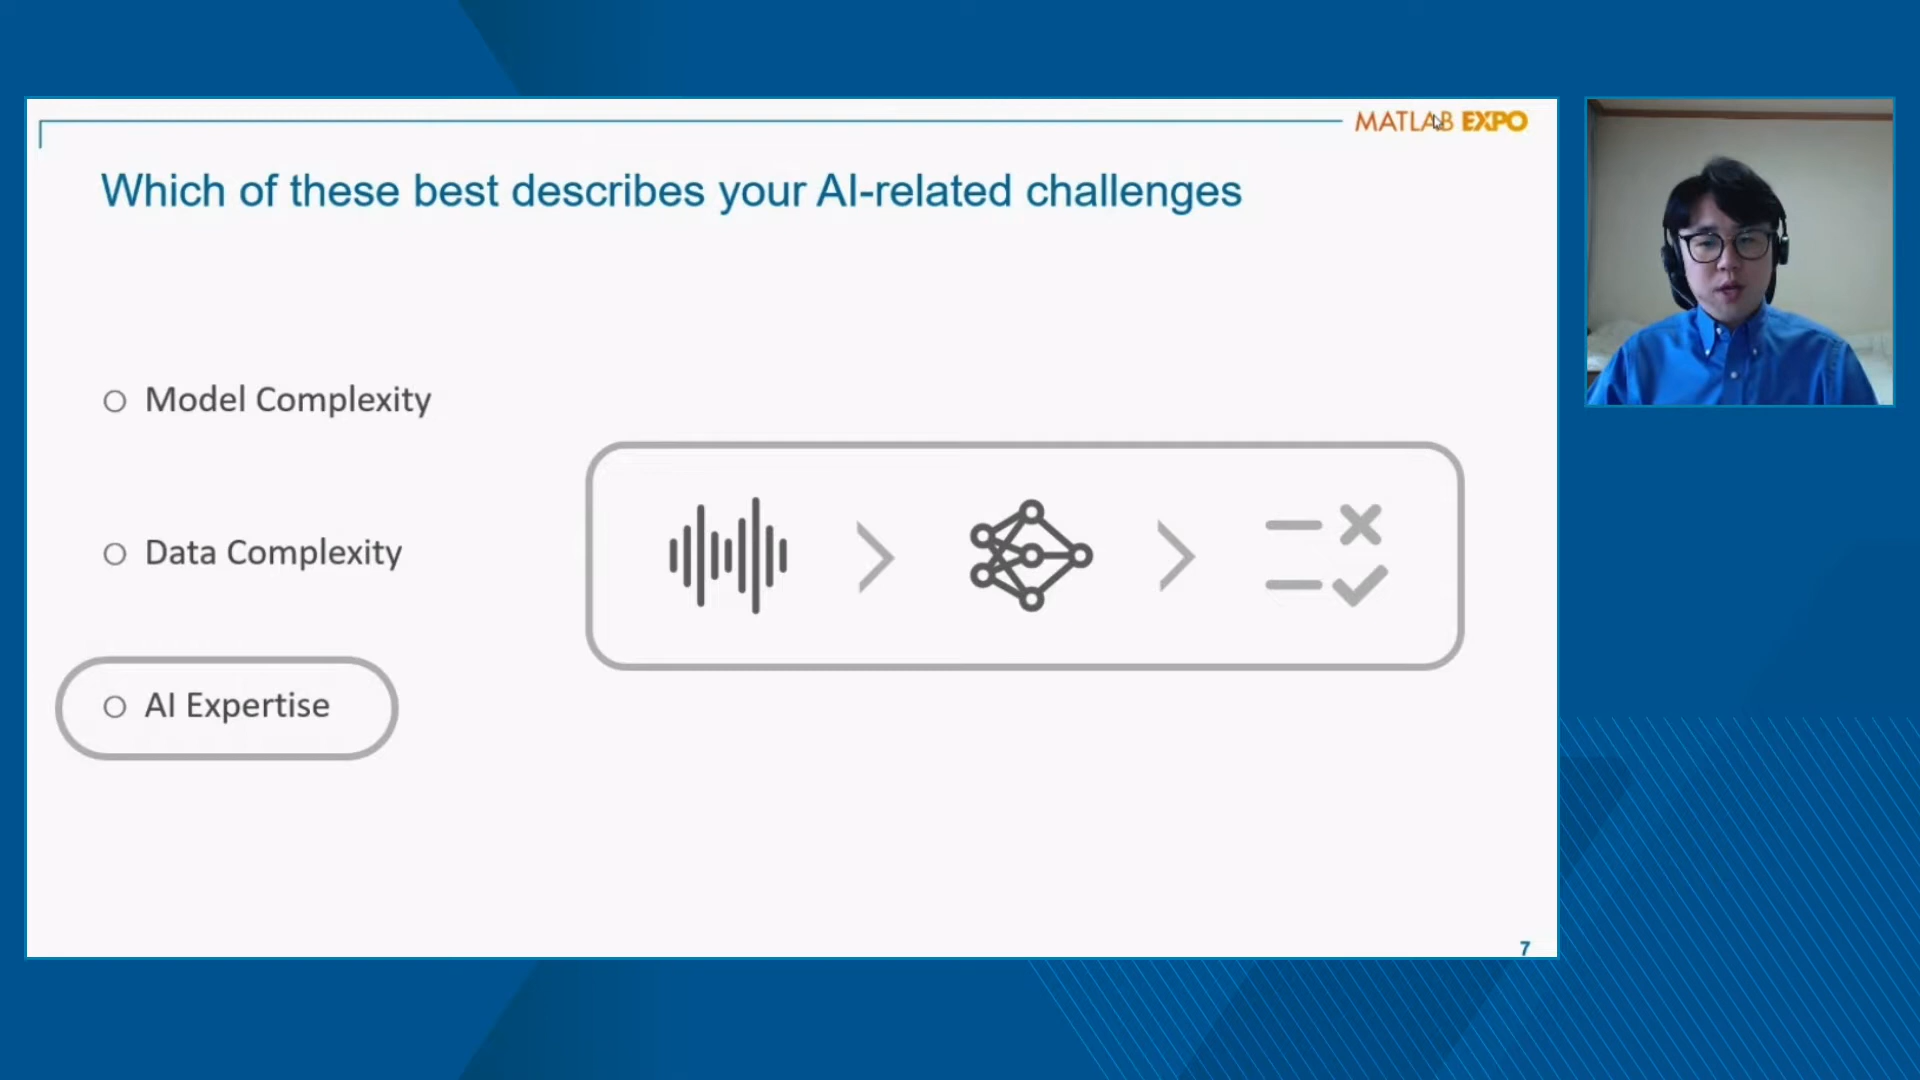 MATLAB EXPO
Which of these best describes your AI-related challenges
Model Complexity
Data Complexity
AI Expertise
7